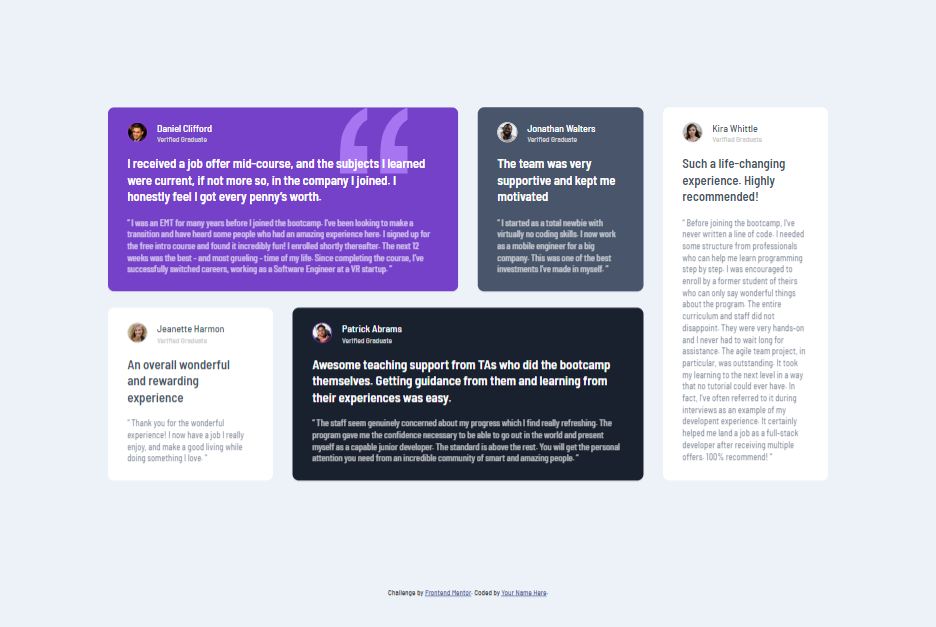 Daniel Clifford
Verified Graduate
I received a job offer mid-course, and the subjects I learned
were current, if not more so, in the company I joined. I
honestly feel I got every penny’s worth.
“ I was an EMT for many years before I joined the bootcamp. I’ve been looking to make a
transition and have heard some people who had an amazing experience here. I signed up for
the free intro course and found it incredibly fun! I enrolled shortly thereafter. The next 12
weeks was the best - and most grueling - time of my life. Since completing the course, I’ve
successfully switched careers, working as a Software Engineer at a VR startup. ”
Jonathan Walters
Verified Graduate
The team was very
supportive and kept me
motivated
“ I started as a total newbie with
virtually no coding skills. I now work
as a mobile engineer for a big
company. This was one of the best
investments I’ve made in myself. ”
Kira Whittle
Verified Graduate
Such a life-changing
experience. Highly
recommended!
“ Before joining the bootcamp, I’ve
never written a line of code. I needed
some structure from professionals
who can help me learn programming
step by step. I was encouraged to
enroll by a former student of theirs
who can only say wonderful things
about the program. The entire
curriculum and staff did not
disappoint. They were very hands-on
and I never had to wait long for
assistance. The agile team project, in
particular, was outstanding. It took
my learning to the next level in a way
that no tutorial could ever have. In
fact, I’ve often referred to it during
interviews as an example of my
developent experience. It certainly
helped me land a job as a full-stack
developer after receiving multiple
offers. 100% recommend! ”
Jeanette Harmon
Verified Graduate
An overall wonderful
and rewarding
experience
“ Thank you for the wonderful
experience! I now have a job I really
enjoy, and make a good living while
doing something I love. ”
Patrick Abrams
Verified Graduate
Awesome teaching support from TAs who did the bootcamp
themselves. Getting guidance from them and learning from
their experiences was easy.
“ The staff seem genuinely concerned about my progress which I find really refreshing. The
program gave me the confidence necessary to be able to go out in the world and present
myself as a capable junior developer. The standard is above the rest. You will get the personal
attention you need from an incredible community of smart and amazing people. ”
Challenge by Frontend Mentor. Coded by Your Name Here.